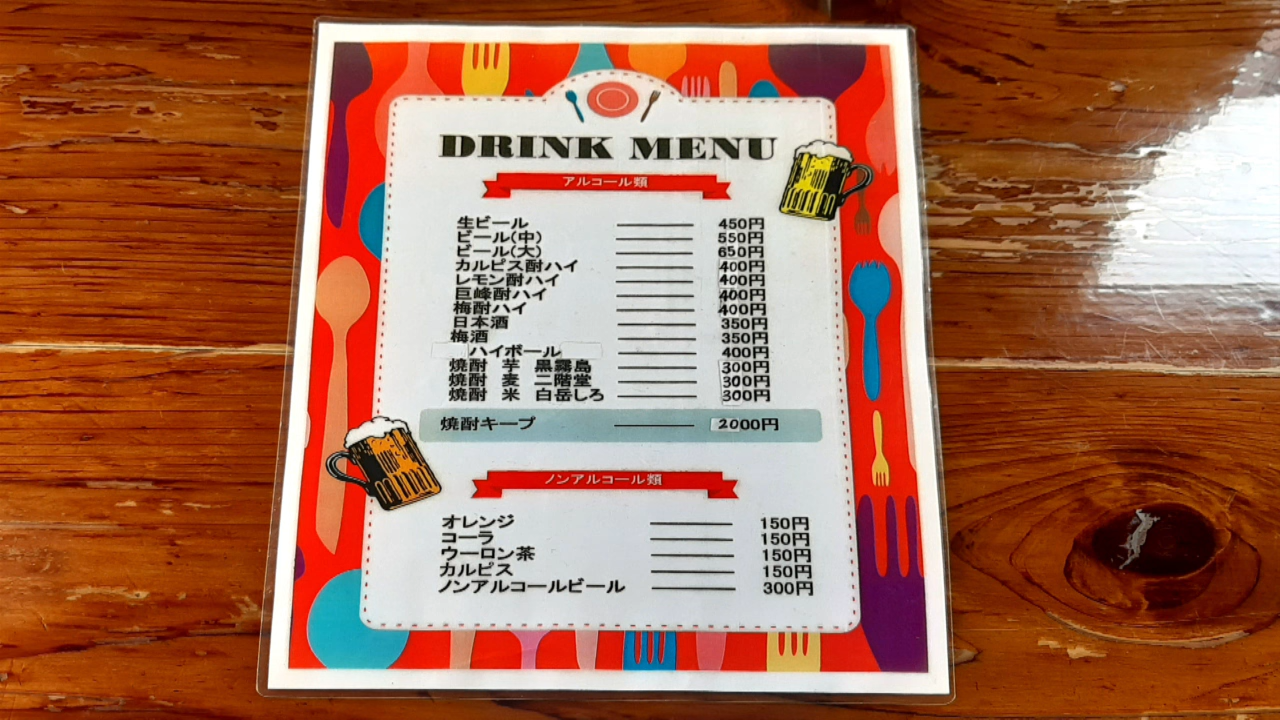 DRINK MENU
アルコール類
生ビール 450円
ビール(中) 550円
ビール(大) 650円
カルピス酎ハイ 400円
レモン酎ハイ 400円
巨峰酎ハイ 400円
梅酎ハイ 400円
日本酒 350円
梅酒 350円
ハイボール 400円
焼酎 芋 黒霧島 300円
焼酎 麦 二階堂 300円
焼酎 米 白岳しろ 300円
焼酎キープ 2000円
ノンアルコール類
オレンジ 150円
コーラ 150円
ウーロン茶 150円
カルピス 150円
ノンアルコールビール 300円